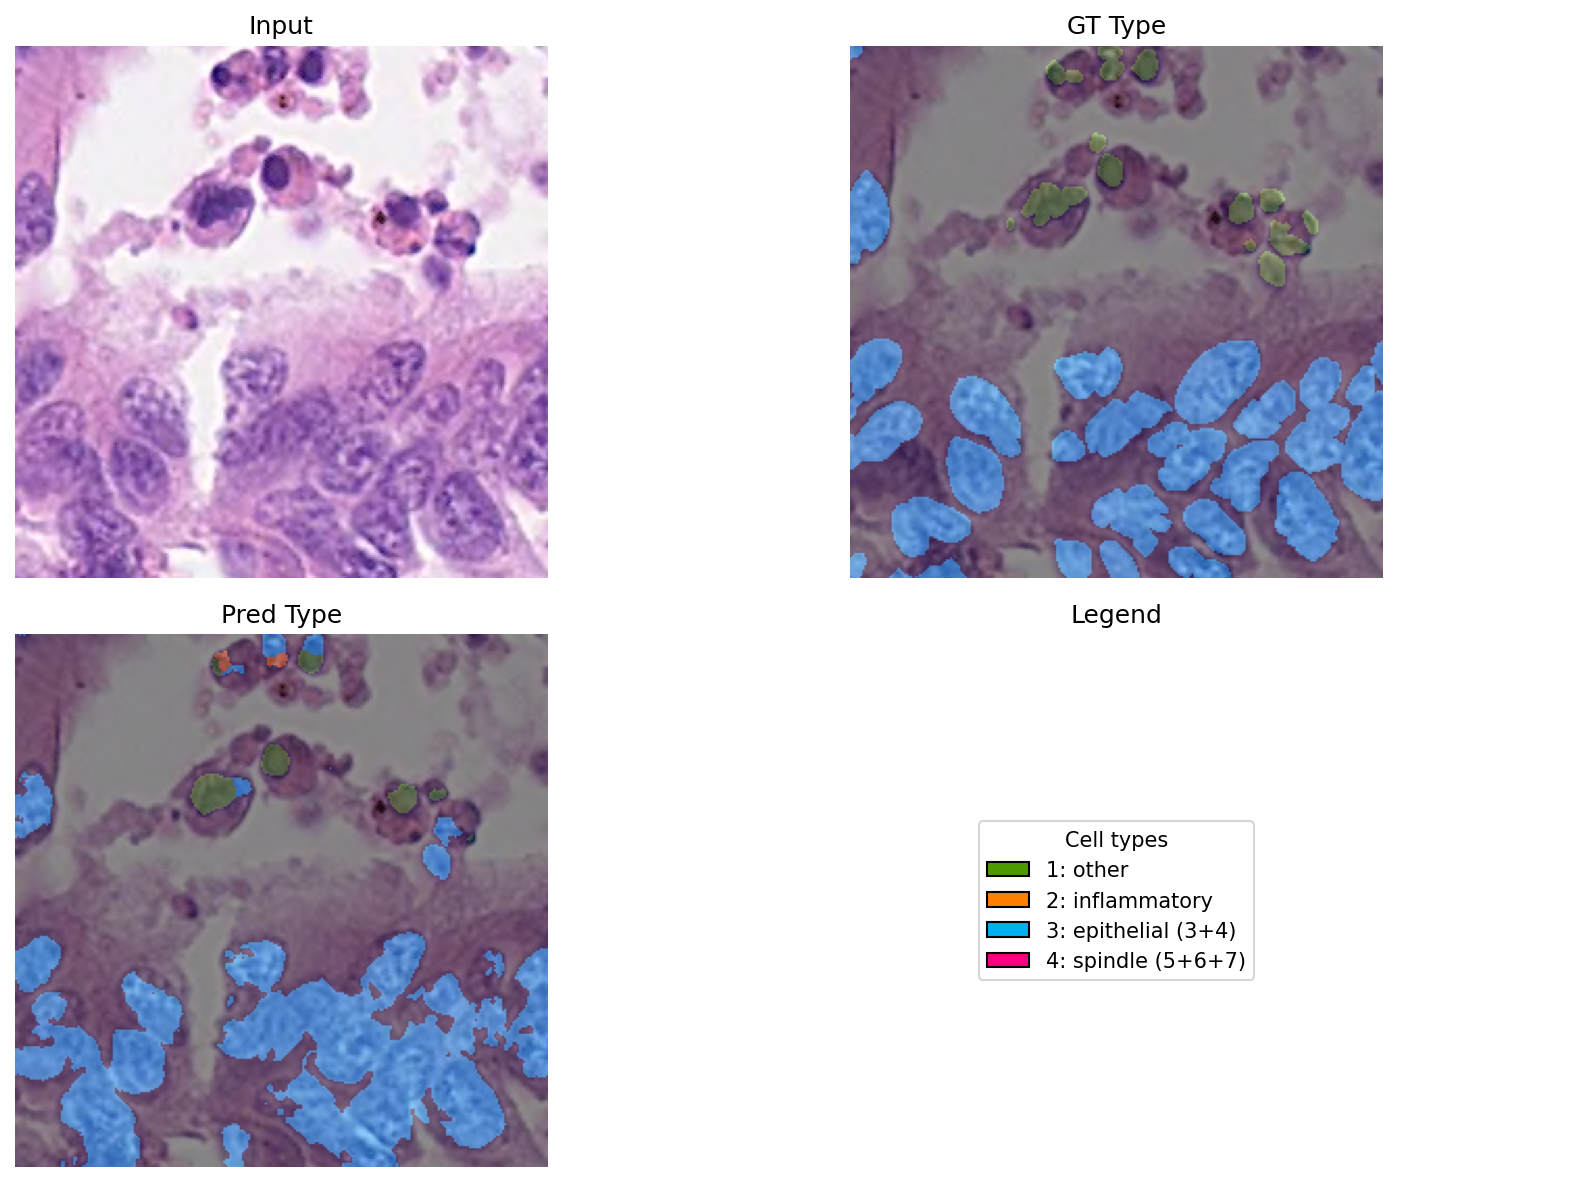 Input
GT Type
Pred Type
Legend
Cell types
1: other
2: inflammatory
3: epithelial (3+4)
4: spindle (5+6+7)